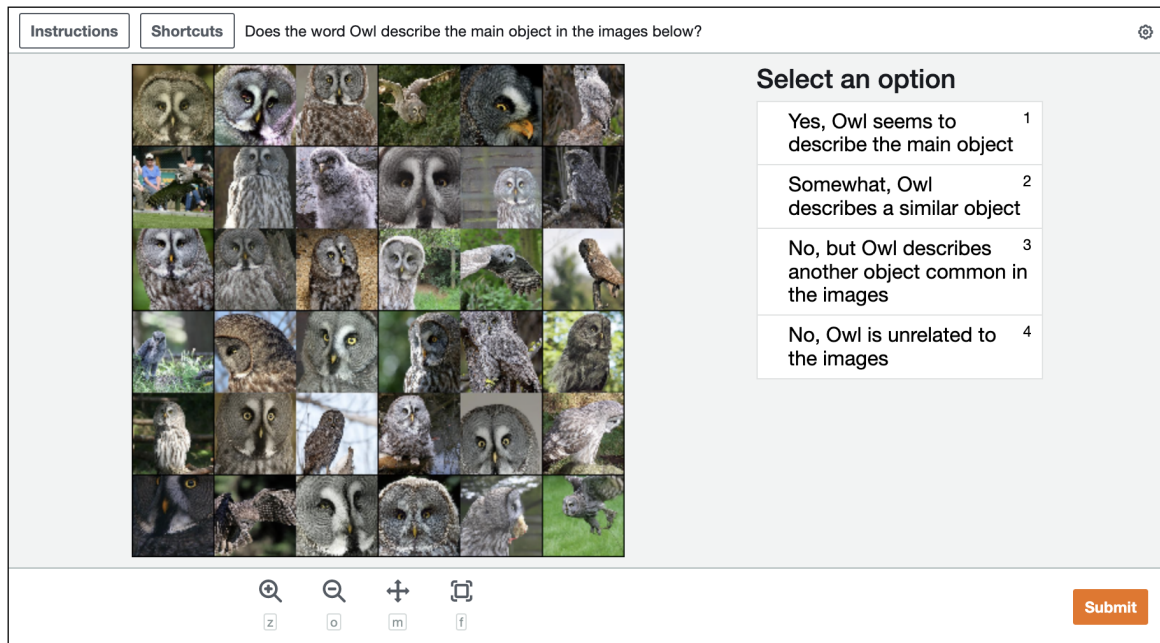 Instructions
Shortcuts
Does the word Owl describe the main object in the images below?
Select an option
Yes, Owl seems to 1
describe the main object
Somewhat, Owl 2
describes a similar object
No, but Owl describes 3
another object common in
the images
No, Owl is unrelated to 4
the images
z
o
m
f
Submit